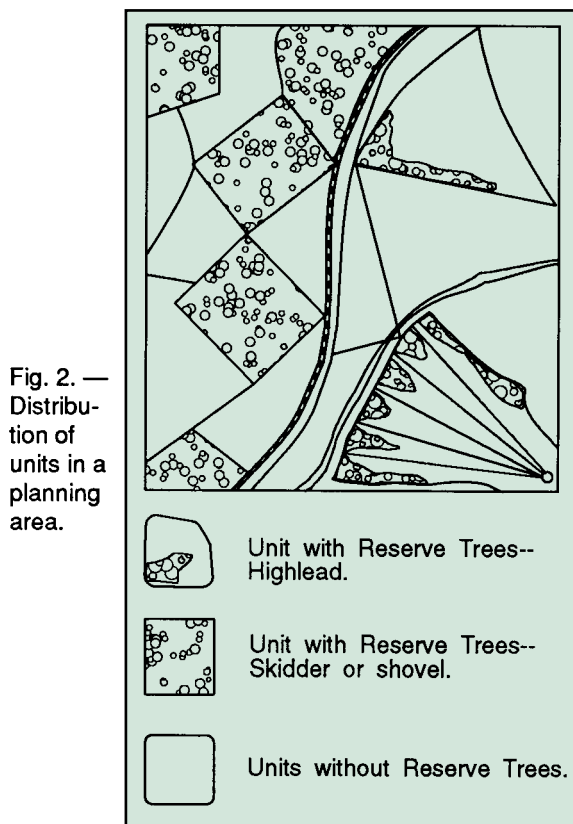 Fig. 2. —
Distribu-
tion of
units in a
planning
area.
Unit with Reserve Trees--
Highlead.
Unit with Reserve Trees--
Skidder or shovel.
Units without Reserve Trees.